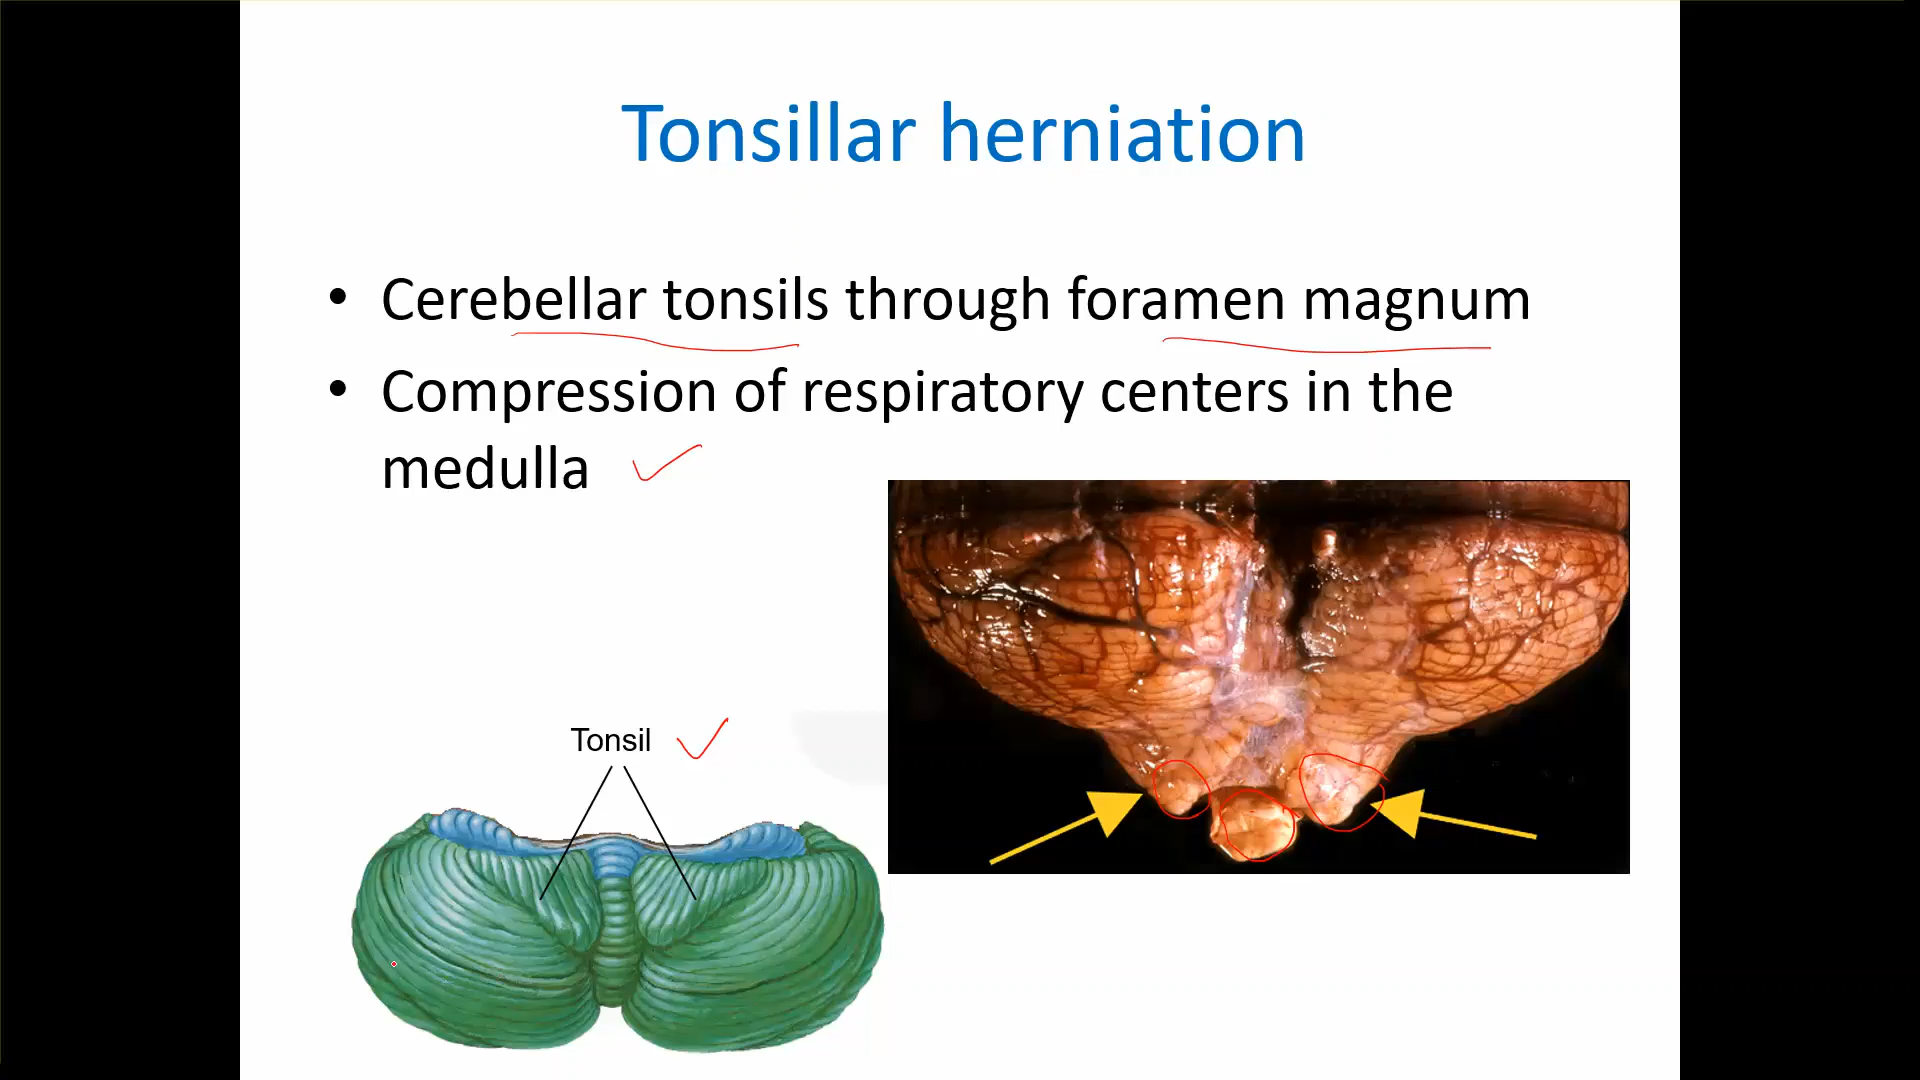 Tonsillar herniation
• Cerebellar tonsils through foramen magnum
• Compression of respiratory centers in the
medulla
Tonsil